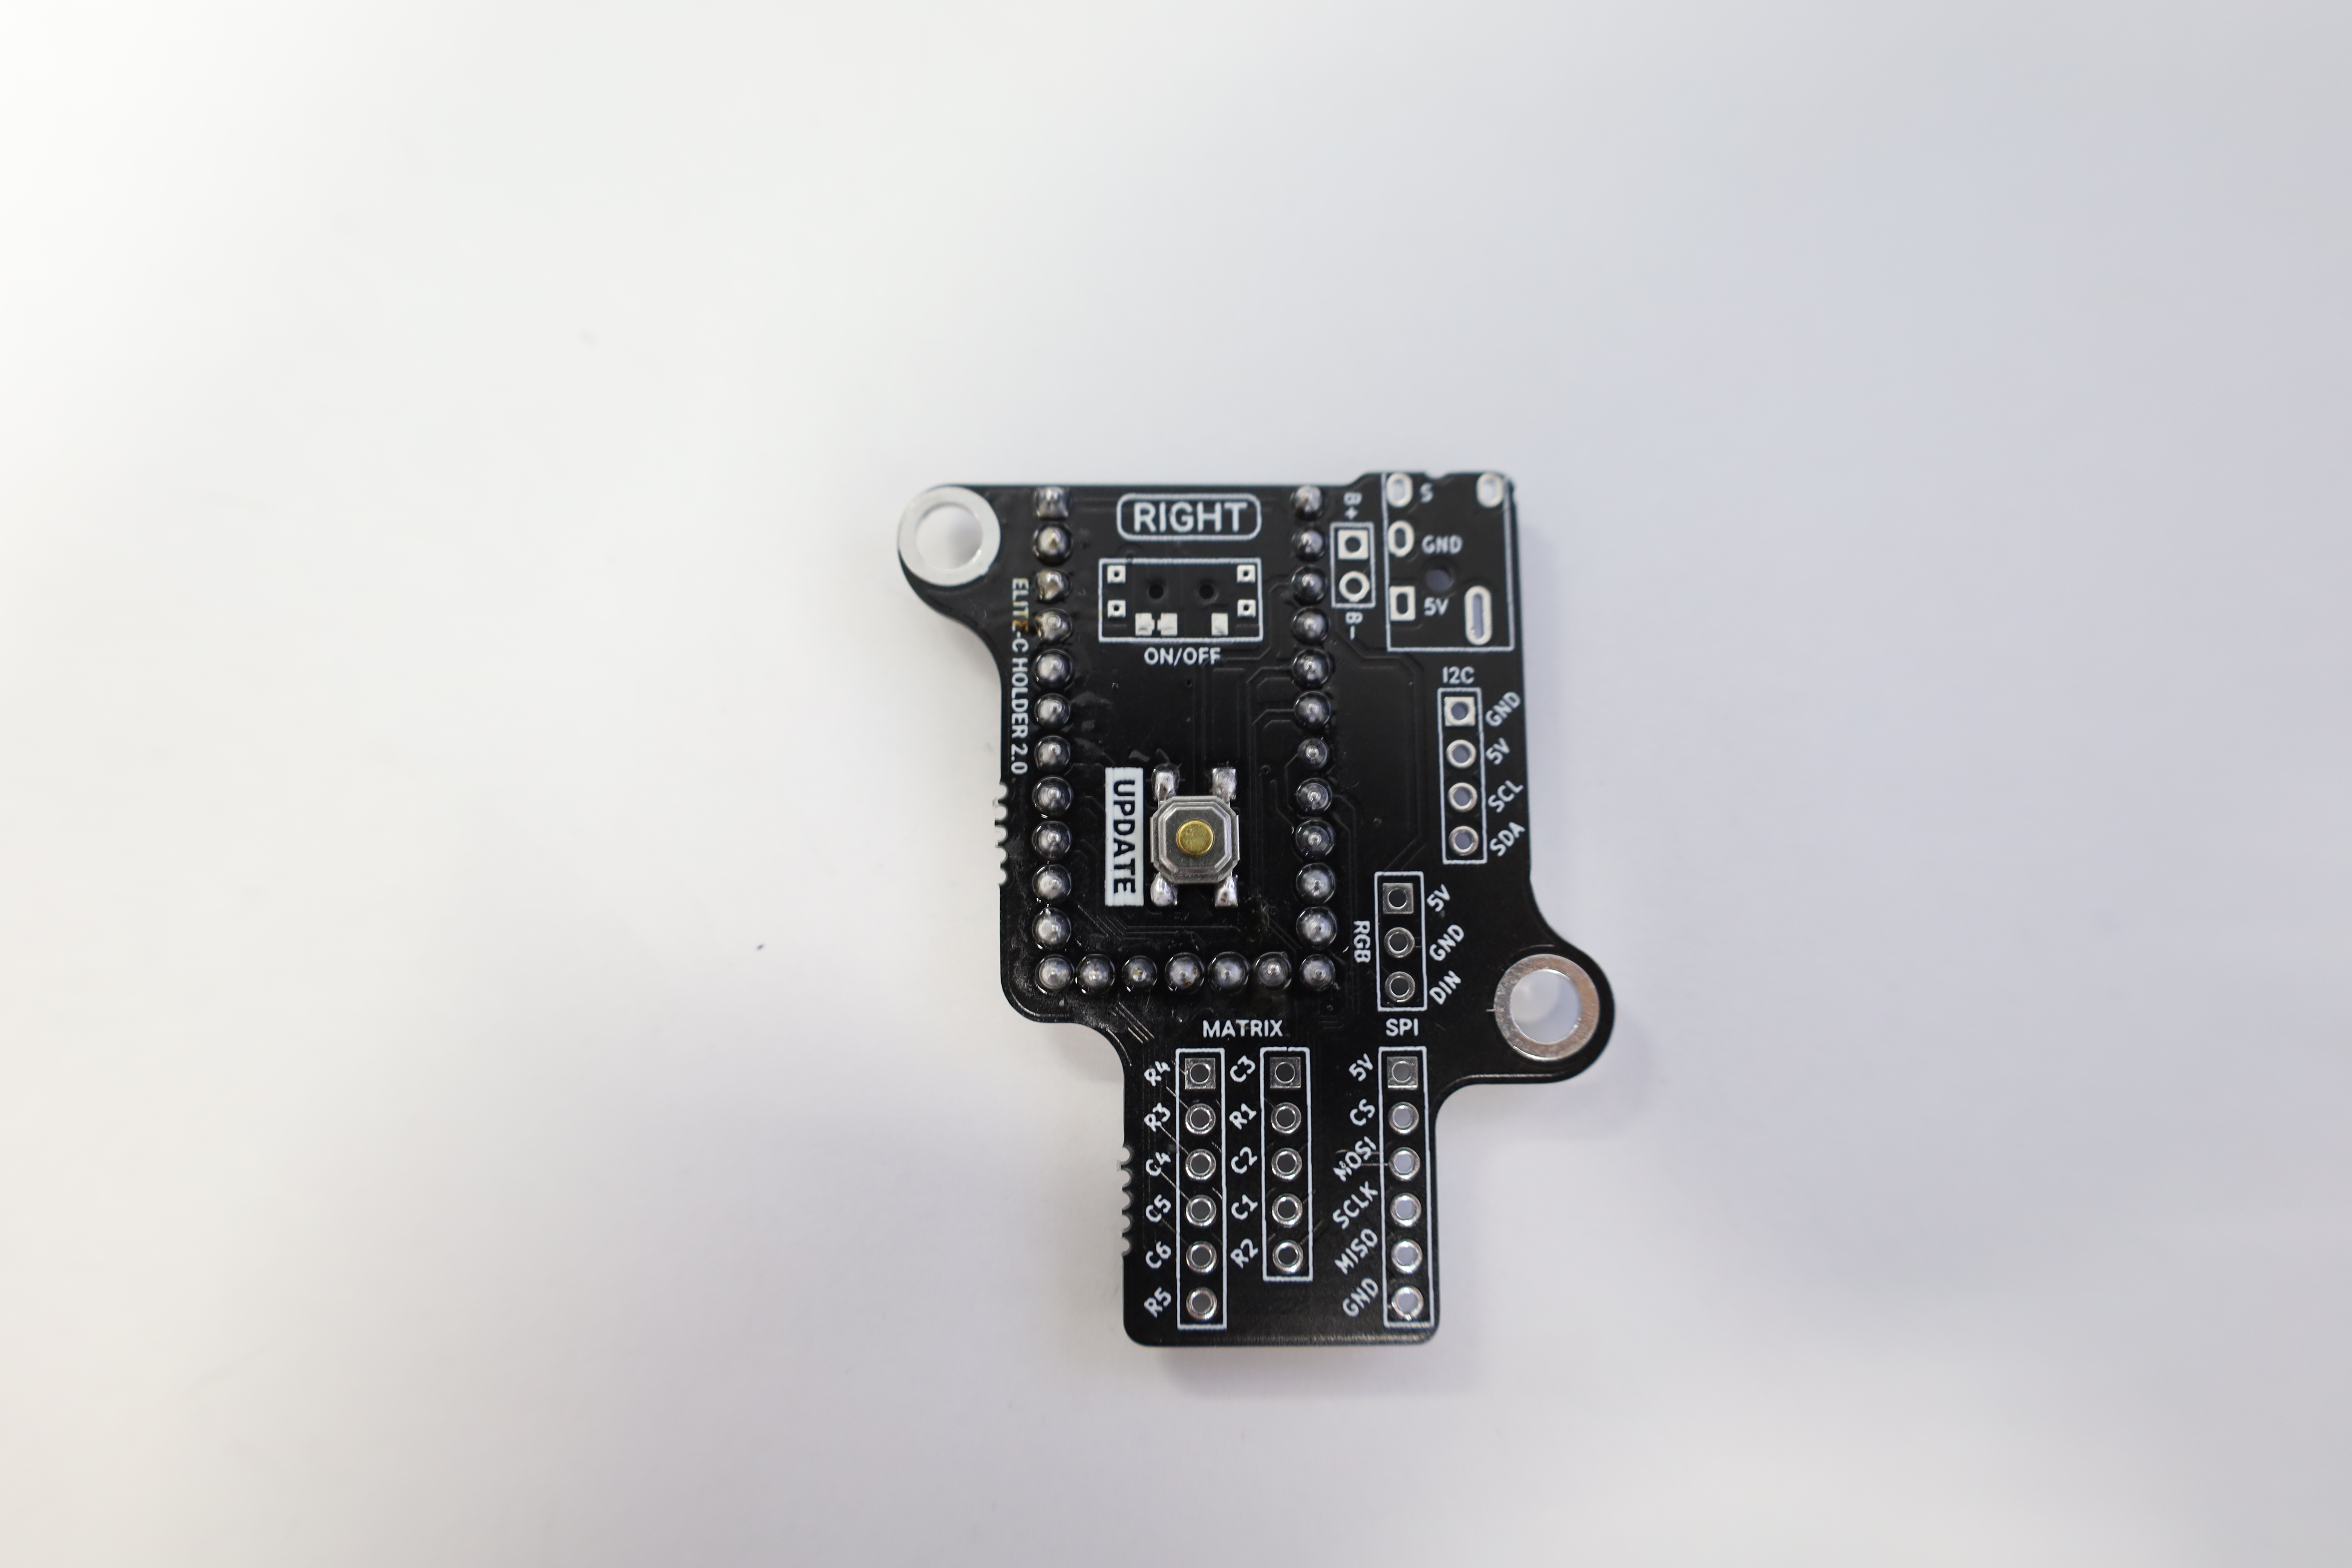 RIGHT
B+
B-
S
GND
5V
ON/OFF
ELITE-C HOLDER 2.0
I2C
GND
5V
SCL
SDA
UPDATE
RGB
5V
GND
DIN
MATRIX
R4
R3
C4
C5
C6
R5
C3
R1
C2
C1
R2
SPI
5V
CS
MOSI
SCLK
MISO
GND